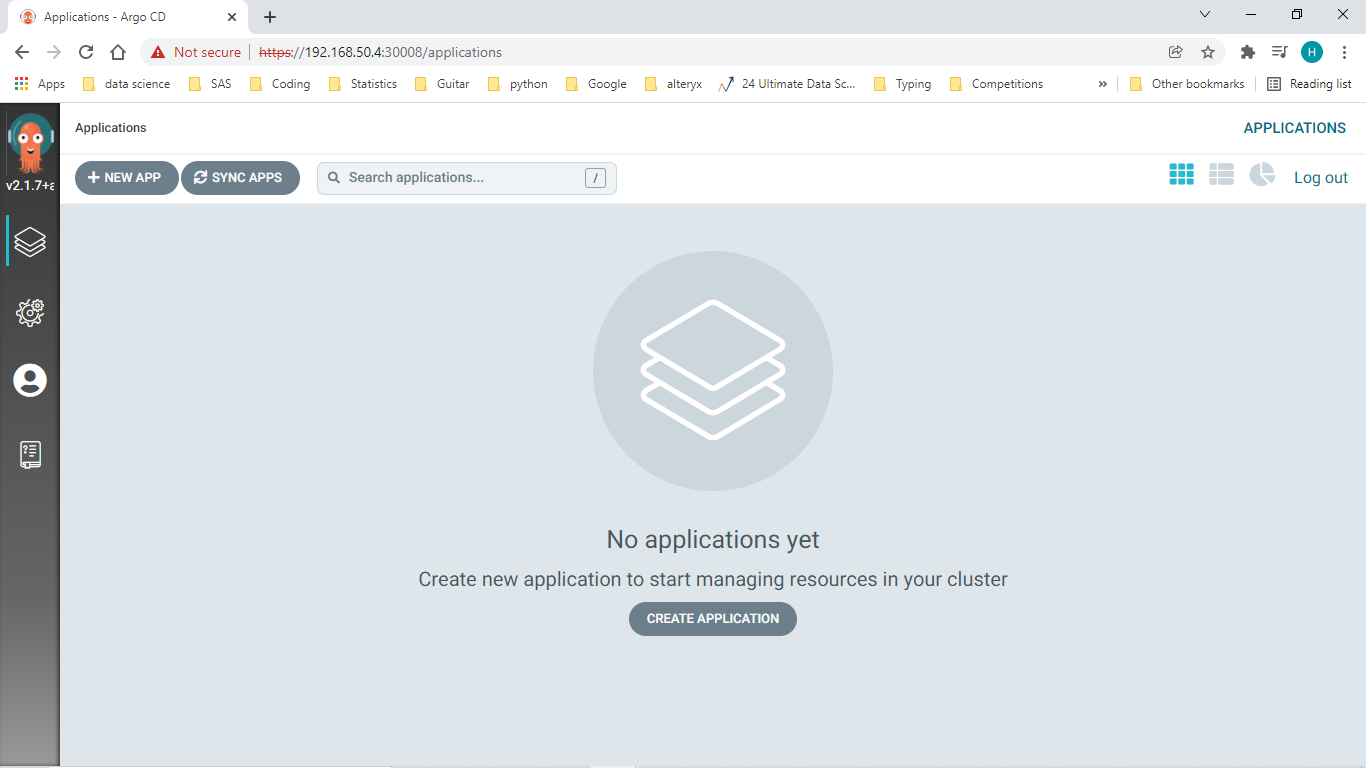 Applications - Argo CD
Not secure https://192.168.50.4:30008/applications H
Apps data science SAS Coding Statistics Guitar python Google alteryx 24 Ultimate Data Sc... Typing Competitions » Other bookmarks Reading list
Applications APPLICATIONS
+ NEW APP SYNC APPS Search applications... / Log out
v2.1.7+a
No applications yet
Create new application to start managing resources in your cluster
CREATE APPLICATION